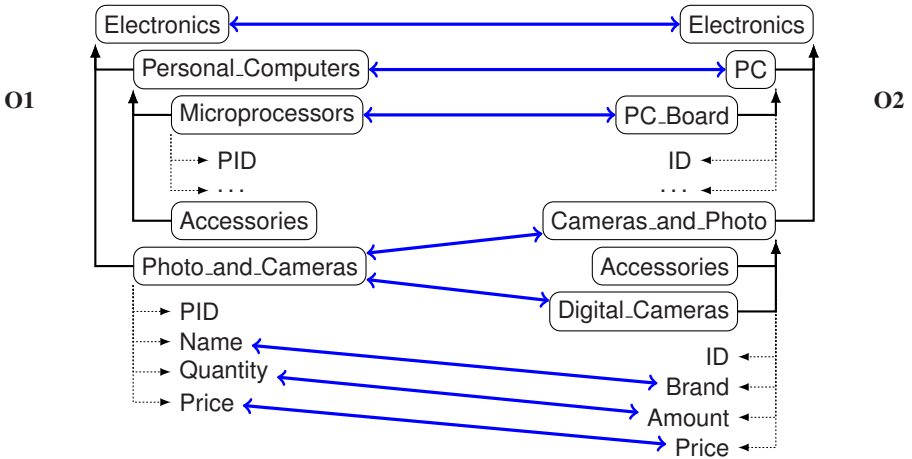 Electronics Electronics
Personal_Computers PC
O1 O2
Microprocessors PC_Board
PID ID
... ...
Accessories Cameras_and_Photo
Photo_and_Cameras Accessories
PID Digital_Cameras
Name ID
Quantity Brand
Price Amount
Price